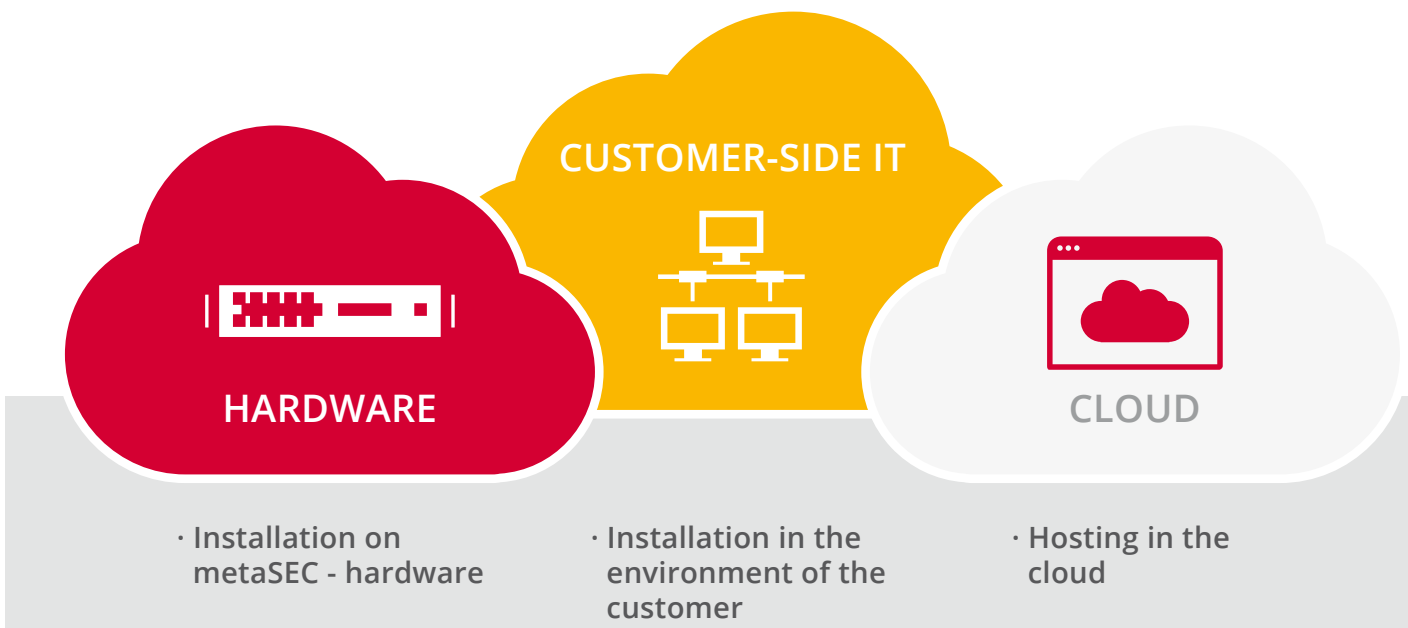 CUSTOMER-SIDE IT
HARDWARE
CLOUD
· Installation on
metaSEC - hardware
· Installation in the
environment of the
customer
· Hosting in the
cloud